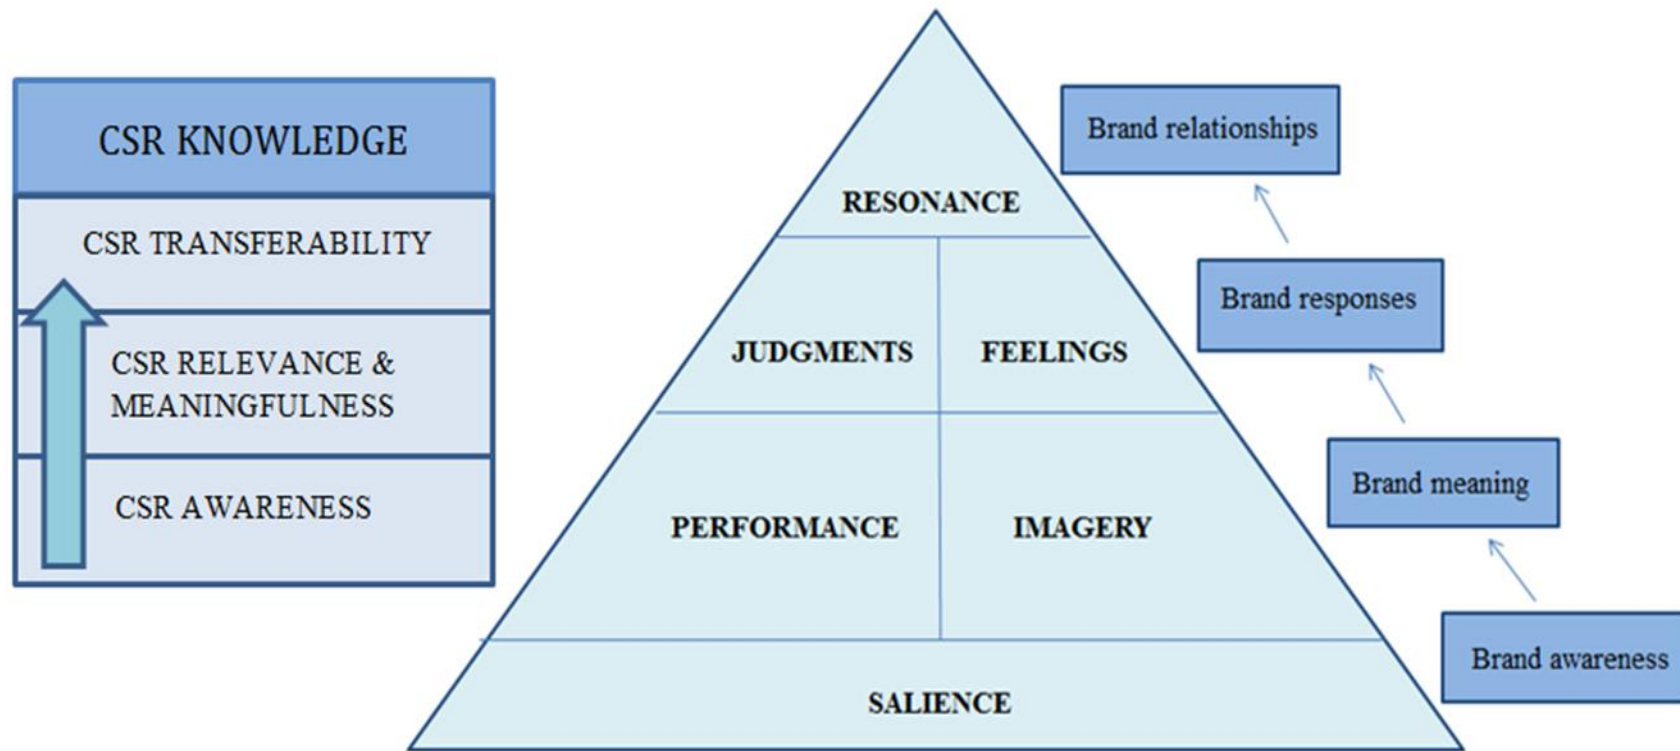 CSR KNOWLEDGE
CSR TRANSFERABILITY
CSR RELEVANCE &
MEANINGFULNESS
CSR AWARENESS
RESONANCE
JUDGMENTS
FEELINGS
PERFORMANCE
IMAGERY
SALIENCE
Brand relationships
Brand responses
Brand meaning
Brand awareness